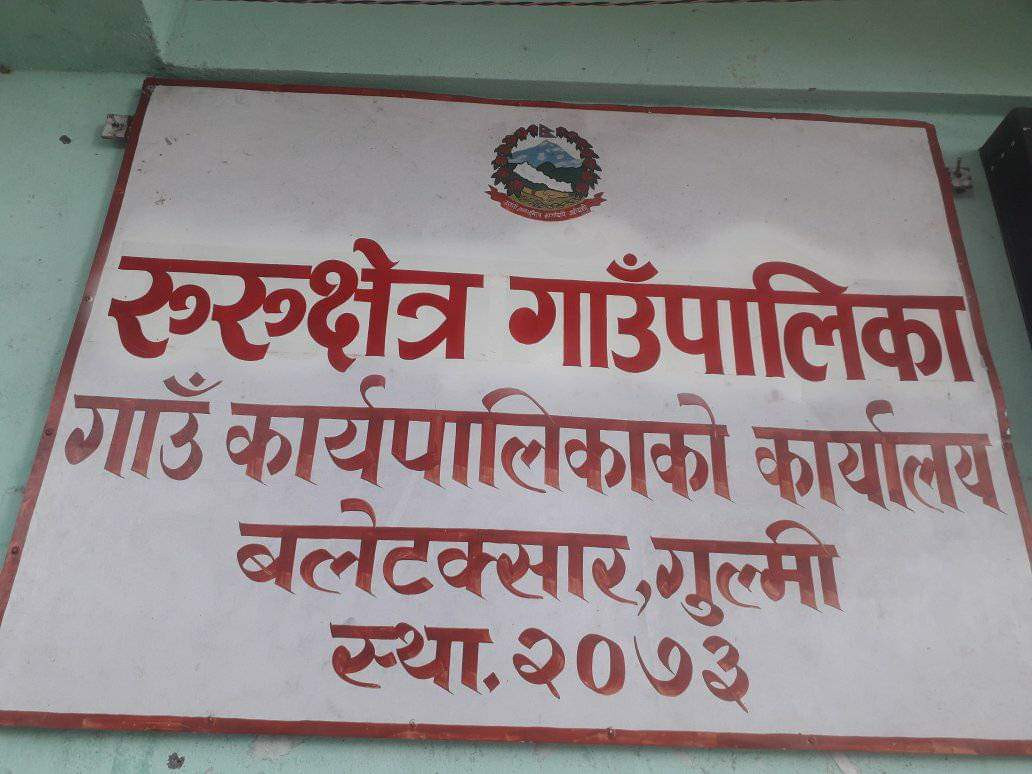 रूरूक्षेत्र गाउँपालिका
गाउँ कार्यपालिकाको कार्यालय
बलेटक्सार, गुल्मी
स्था. २०७३